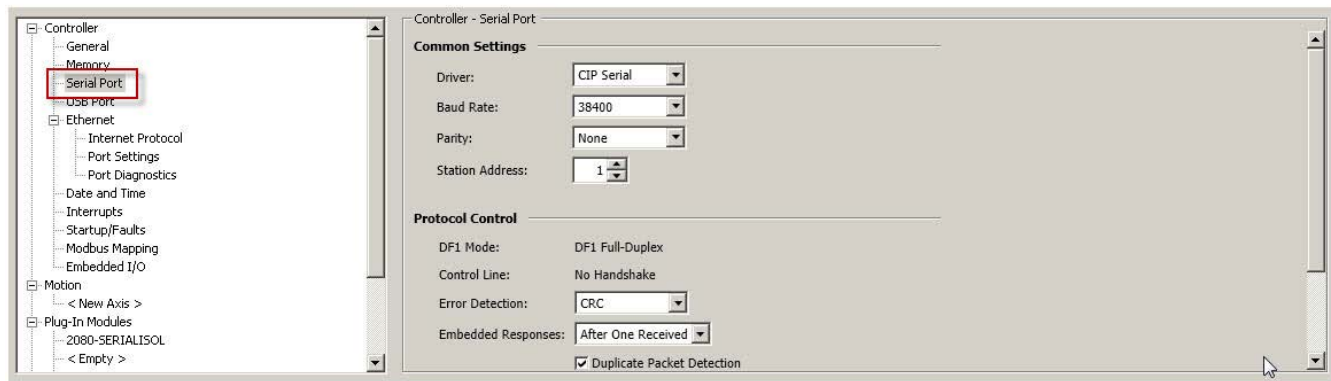 Controller
General
Memory
Serial Port
USB Port
Ethernet
Internet Protocol
Port Settings
Port Diagnostics
Date and Time
Interrupts
Startup/Faults
Modbus Mapping
Embedded I/O
Motion
< New Axis >
Plug-In Modules
2080-SERIALISOL
< Empty >
Controller - Serial Port
Common Settings
Driver: CIP Serial
Baud Rate: 38400
Parity: None
Station Address: 1
Protocol Control
DF1 Mode: DF1 Full-Duplex
Control Line: No Handshake
Error Detection: CRC
Embedded Responses: After One Received
Duplicate Packet Detection